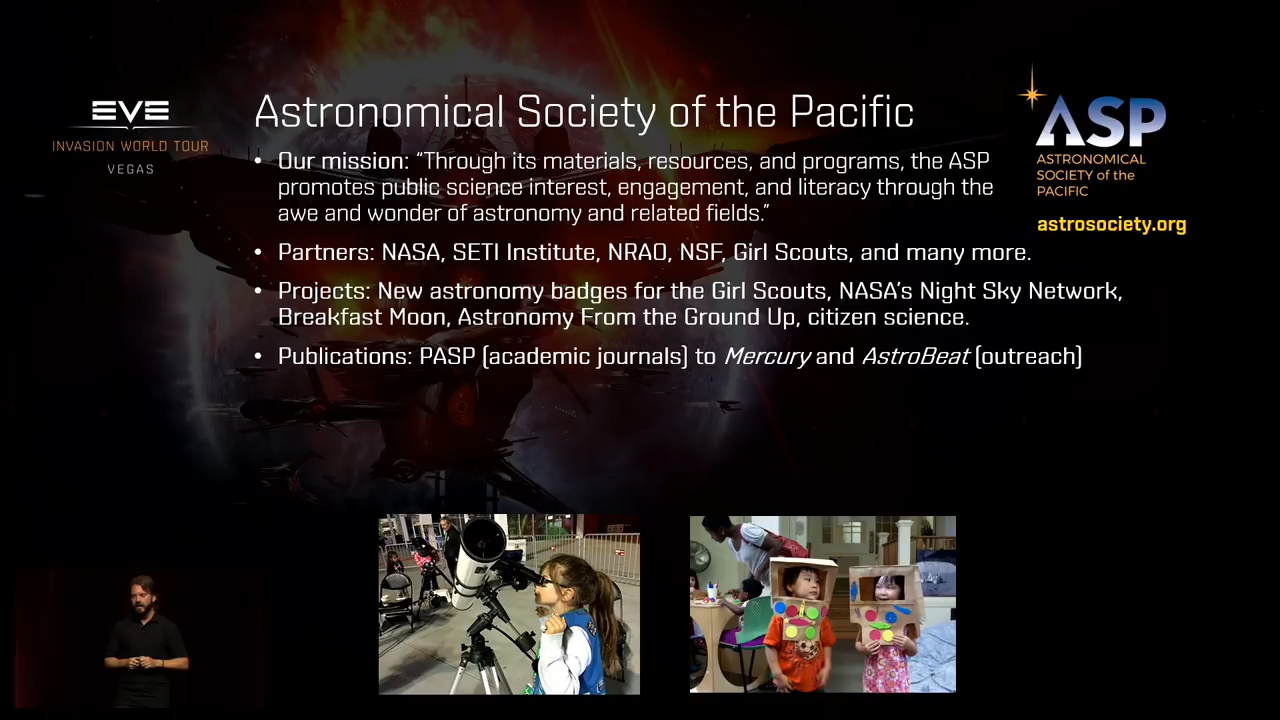 EVE
INVASION WORLD TOUR
VEGAS
Astronomical Society of the Pacific
• Our mission: “Through its materials, resources, and programs, the ASP
promotes public science interest, engagement, and literacy through the
awe and wonder of astronomy and related fields.”
• Partners: NASA, SETI Institute, NRAO, NSF, Girl Scouts, and many more.
• Projects: New astronomy badges for the Girl Scouts, NASA’s Night Sky Network,
Breakfast Moon, Astronomy From the Ground Up, citizen science.
• Publications: PASP (academic journals) to Mercury and AstroBeat (outreach)
ASP
ASTRONOMICAL
SOCIETY of the
PACIFIC
astrosociety.org